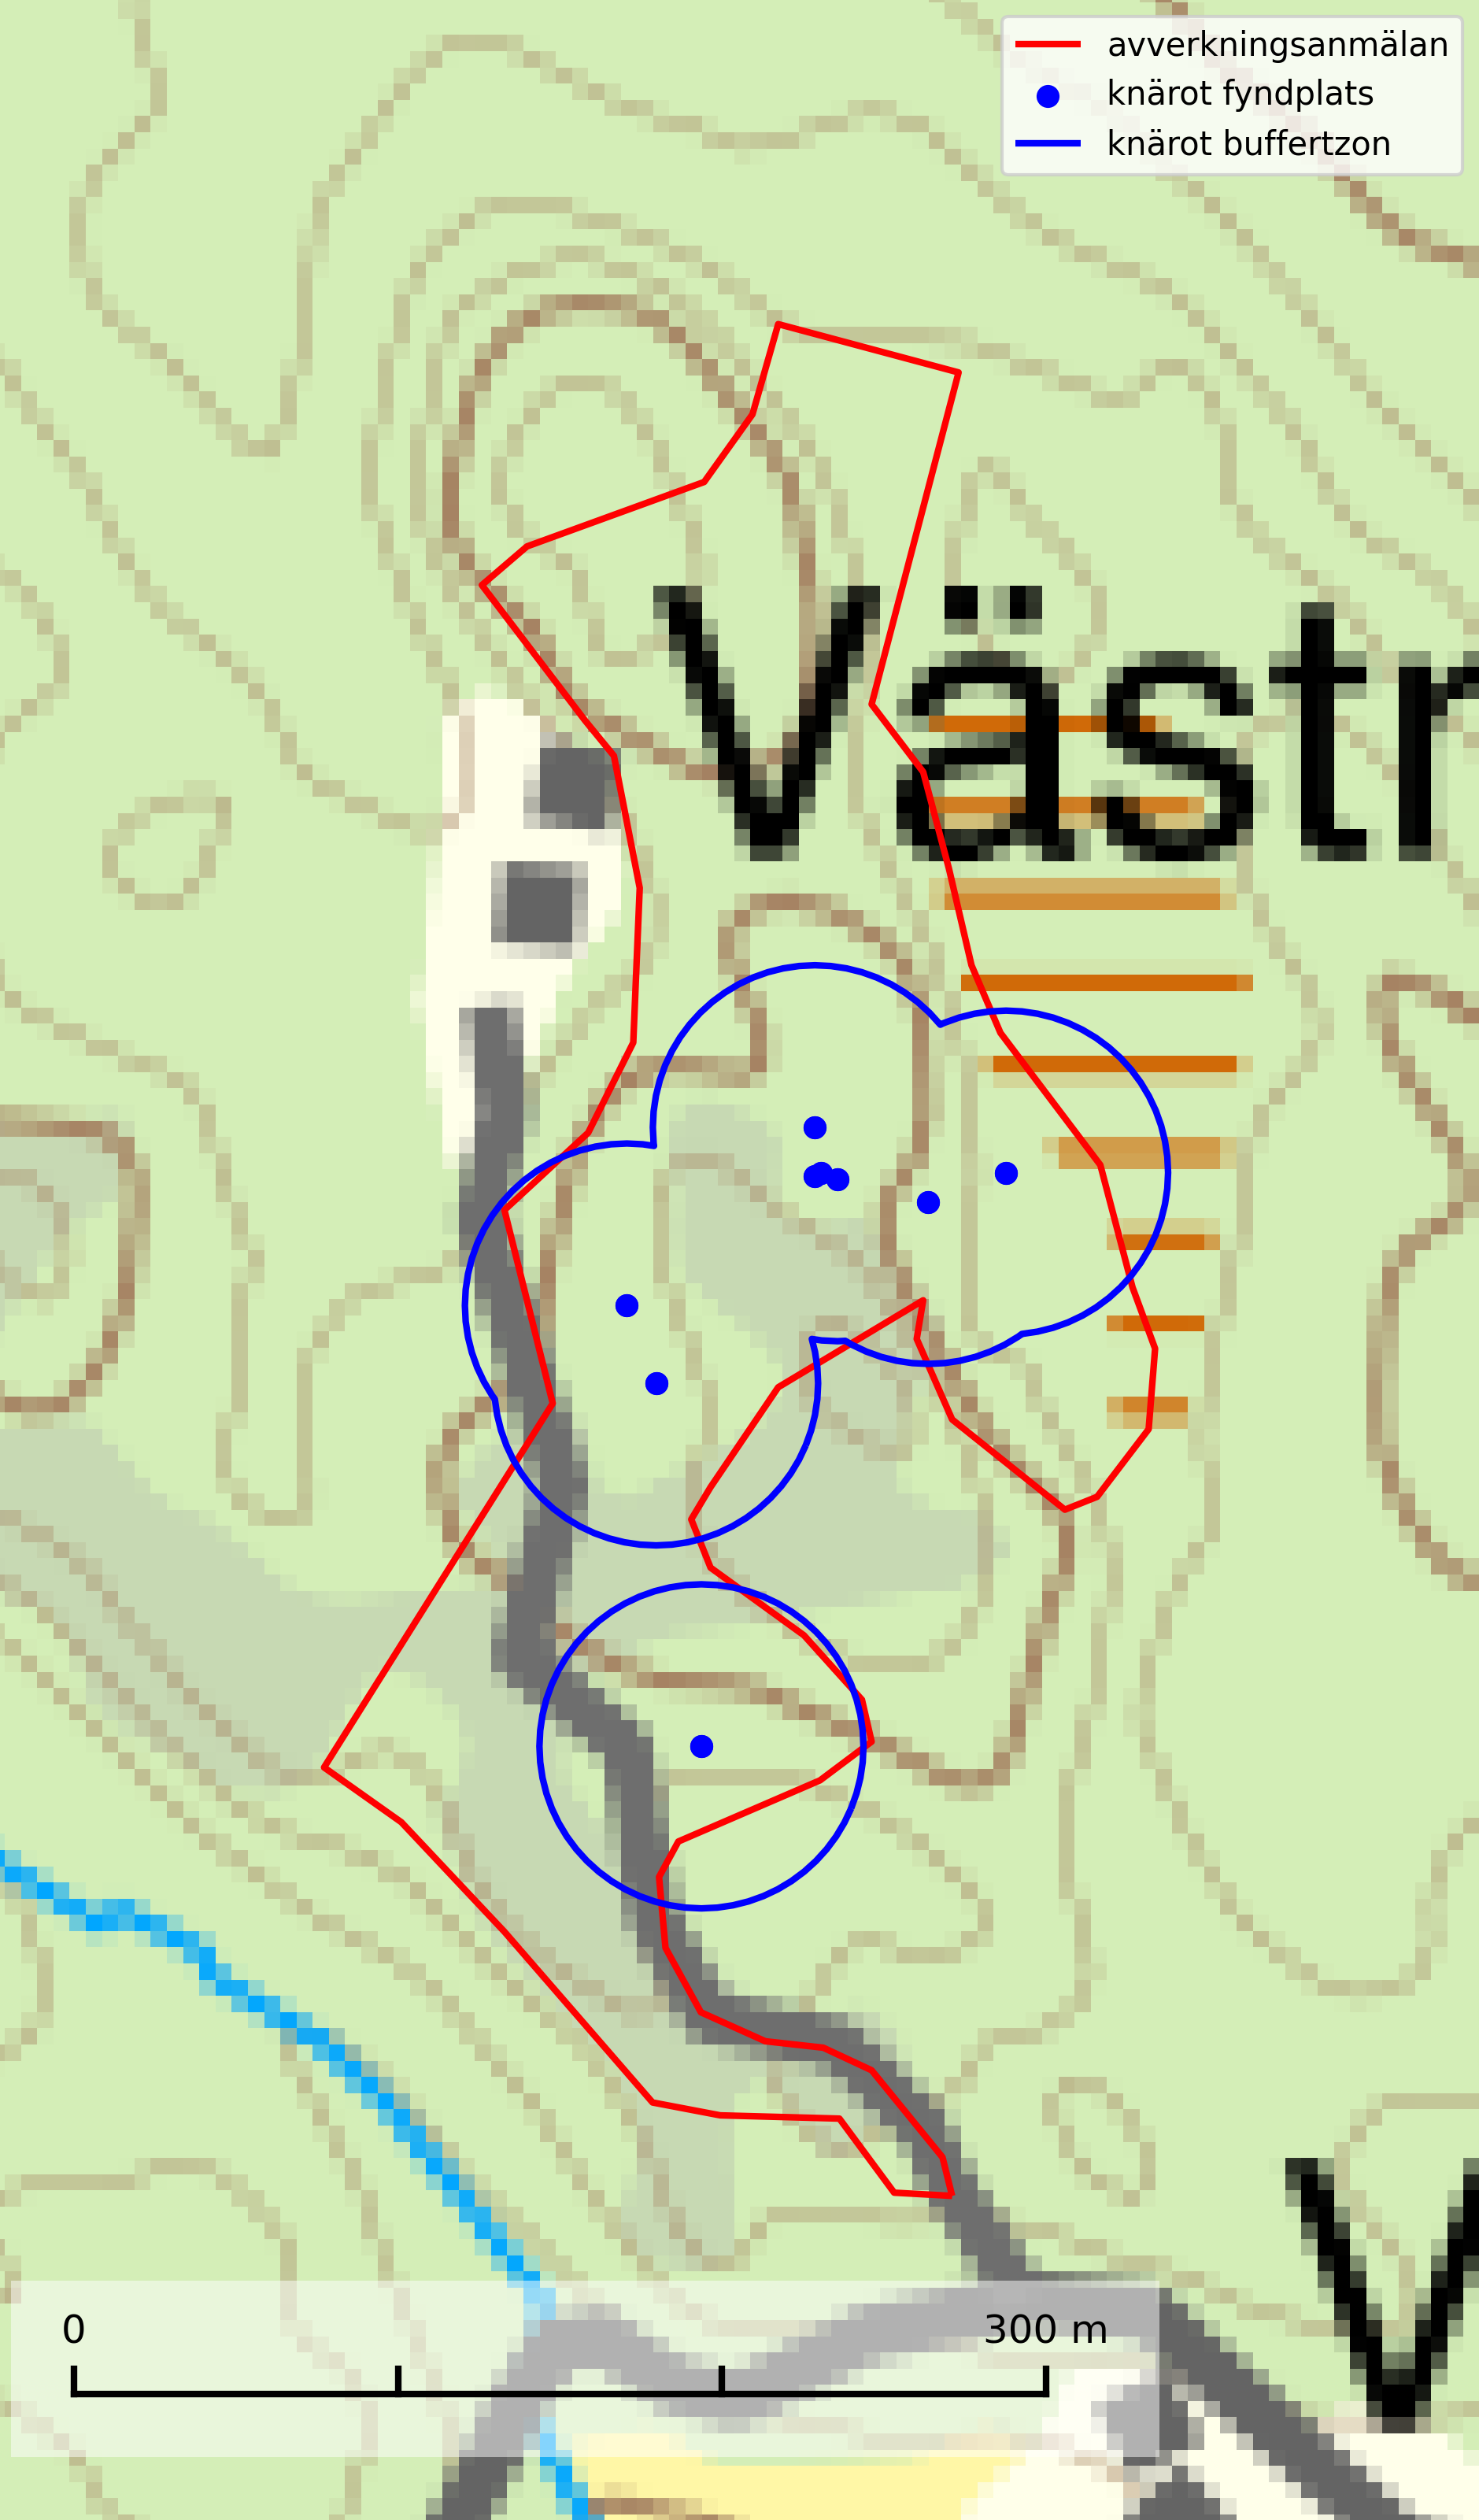 avverkningsanmälan
knärot fyndplats
knärot buffertzon
Västr
0 300 m